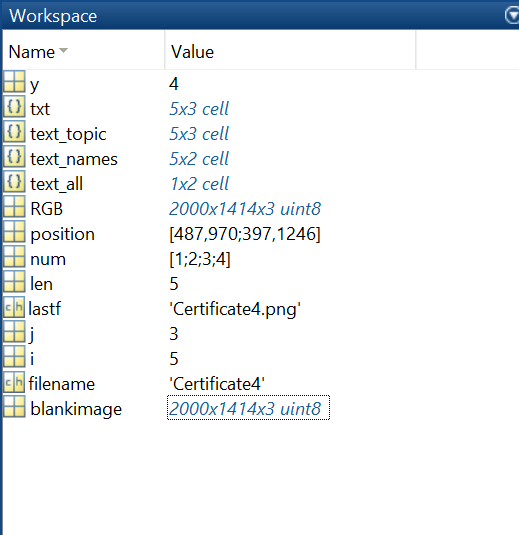 Workspace
Name Value
y 4
{} txt 5x3 cell
{} text_topic 5x3 cell
{} text_names 5x2 cell
{} text_all 1x2 cell
RGB 2000x1414x3 uint8
position [487,970;397,1246]
num [1;2;3;4]
len 5
ch lastf 'Certificate4.png'
j 3
i 5
ch filename 'Certificate4'
blankimage 2000x1414x3 uint8